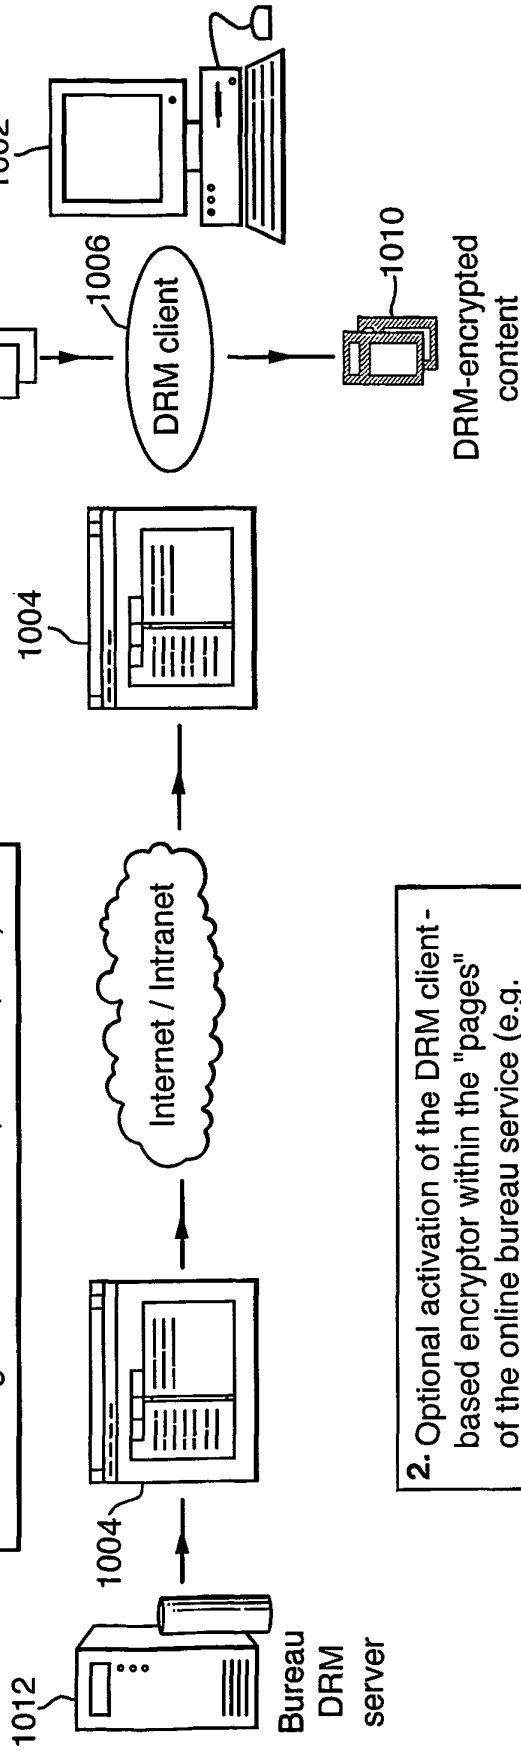 1012
Bureau
DRM
server
1004
Internet / Intranet
1004
DRM client
1006
1010
DRM-encrypted
content
2. Optional activation of the DRM client -
based encryptor within the "pages"
of the online bureau service (e.g.